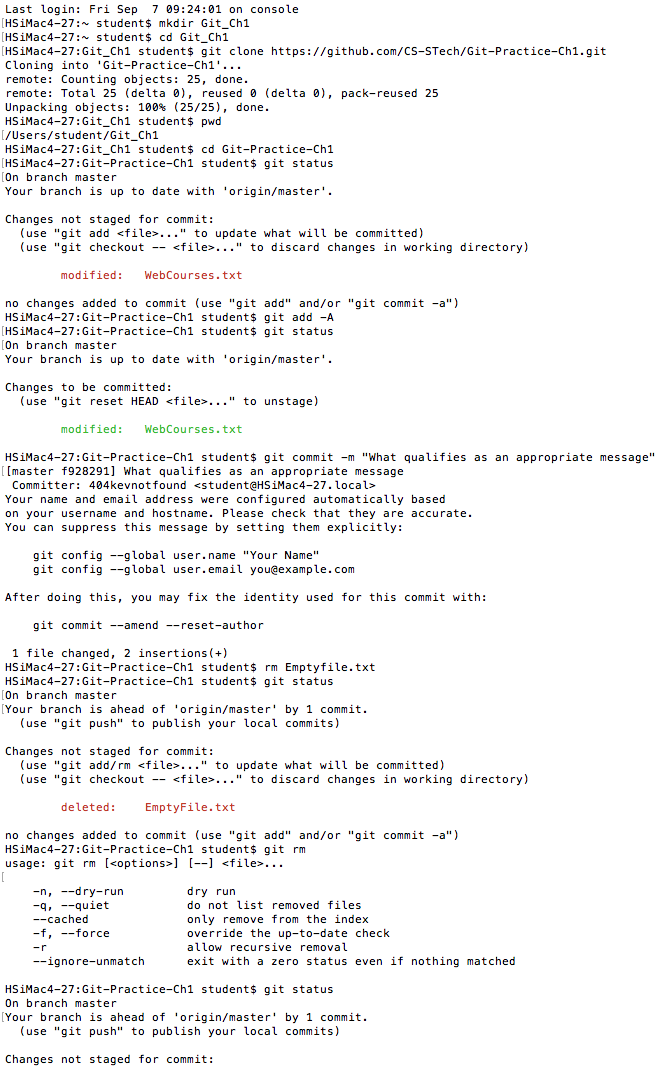 Last login: Fri Sep  7 09:24:01 on console
[HSiMac4-27:~ student$ mkdir Git_Ch1
[HSiMac4-27:~ student$ cd Git_Ch1
[HSiMac4-27:Git_Ch1 student$ git clone https://github.com/CS-STech/Git-Practice-Ch1.git
Cloning into 'Git-Practice-Ch1'...
remote: Counting objects: 25, done.
remote: Total 25 (delta 0), reused 0 (delta 0), pack-reused 25
Unpacking objects: 100% (25/25), done.
HSiMac4-27:Git_Ch1 student$ pwd
[/Users/student/Git_Ch1
HSiMac4-27:Git_Ch1 student$ cd Git-Practice-Ch1
[HSiMac4-27:Git-Practice-Ch1 student$ git status
[On branch master
Your branch is up to date with 'origin/master'.

Changes not staged for commit:
  (use "git add <file>..." to update what will be committed)
  (use "git checkout -- <file>..." to discard changes in working directory)

        modified:   WebCourses.txt

no changes added to commit (use "git add" and/or "git commit -a")
HSiMac4-27:Git-Practice-Ch1 student$ git add -A
[HSiMac4-27:Git-Practice-Ch1 student$ git status
[On branch master
Your branch is up to date with 'origin/master'.

Changes to be committed:
  (use "git reset HEAD <file>..." to unstage)

        modified:   WebCourses.txt

HSiMac4-27:Git-Practice-Ch1 student$ git commit -m "What qualifies as an appropriate message"
[[master f928291] What qualifies as an appropriate message
 Committer: 404kevnotfound <student@HSiMac4-27.local>
Your name and email address were configured automatically based
on your username and hostname. Please check that they are accurate.
You can suppress this message by setting them explicitly:

    git config --global user.name "Your Name"
    git config --global user.email you@example.com

After doing this, you may fix the identity used for this commit with:

    git commit --amend --reset-author

 1 file changed, 2 insertions(+)
HSiMac4-27:Git-Practice-Ch1 student$ rm Emptyfile.txt
HSiMac4-27:Git-Practice-Ch1 student$ git status
[On branch master
[Your branch is ahead of 'origin/master' by 1 commit.
  (use "git push" to publish your local commits)

Changes not staged for commit:
  (use "git add/rm <file>..." to update what will be committed)
  (use "git checkout -- <file>..." to discard changes in working directory)

        deleted:    EmptyFile.txt

no changes added to commit (use "git add" and/or "git commit -a")
HSiMac4-27:Git-Practice-Ch1 student$ git rm
usage: git rm [<options>] [--] <file>...
[
    -n, --dry-run         dry run
    -q, --quiet           do not list removed files
    --cached              only remove from the index
    -f, --force           override the up-to-date check
    -r                    allow recursive removal
    --ignore-unmatch      exit with a zero status even if nothing matched

HSiMac4-27:Git-Practice-Ch1 student$ git status
On branch master
[Your branch is ahead of 'origin/master' by 1 commit.
  (use "git push" to publish your local commits)

Changes not staged for commit: